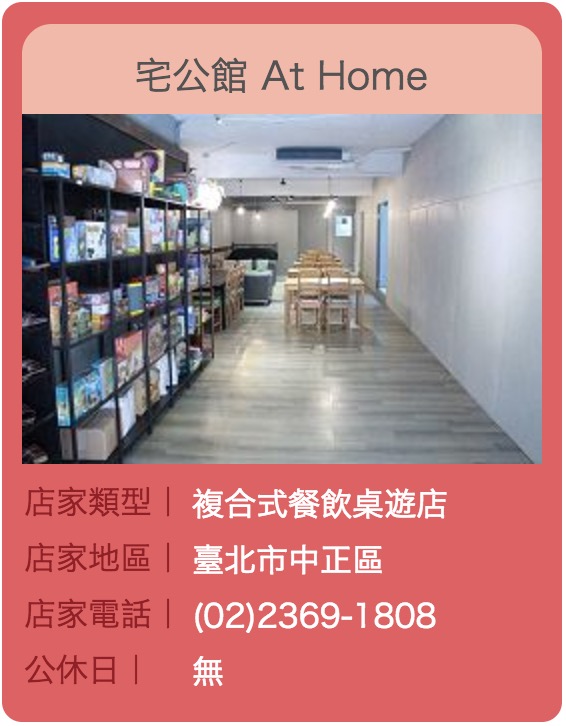 宅公館 At Home
店家類型｜ 複合式餐飲桌遊店
店家地區｜ 臺北市中正區
店家電話｜ (02)2369-1808
公休日｜ 無